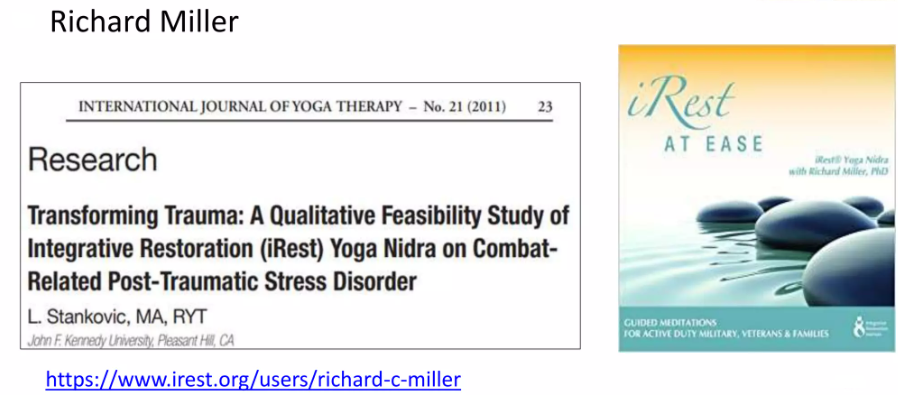 Richard Miller
INTERNATIONAL JOURNAL OF YOGA THERAPY – No. 21 (2011) 23
Research
Transforming Trauma: A Qualitative Feasibility Study of
Integrative Restoration (iRest) Yoga Nidra on Combat-
Related Post-Traumatic Stress Disorder
L. Stankovic, MA, RYT
John F. Kennedy University, Pleasant Hill, CA
https://www.irest.org/users/richard-c-miller
iRest
AT EASE
iRest® Yoga Nidra
with Richard Miller, PhD
GUIDED MEDITATIONS
FOR ACTIVE DUTY MILITARY, VETERANS & FAMILIES
Integrative
Restoration
Institute